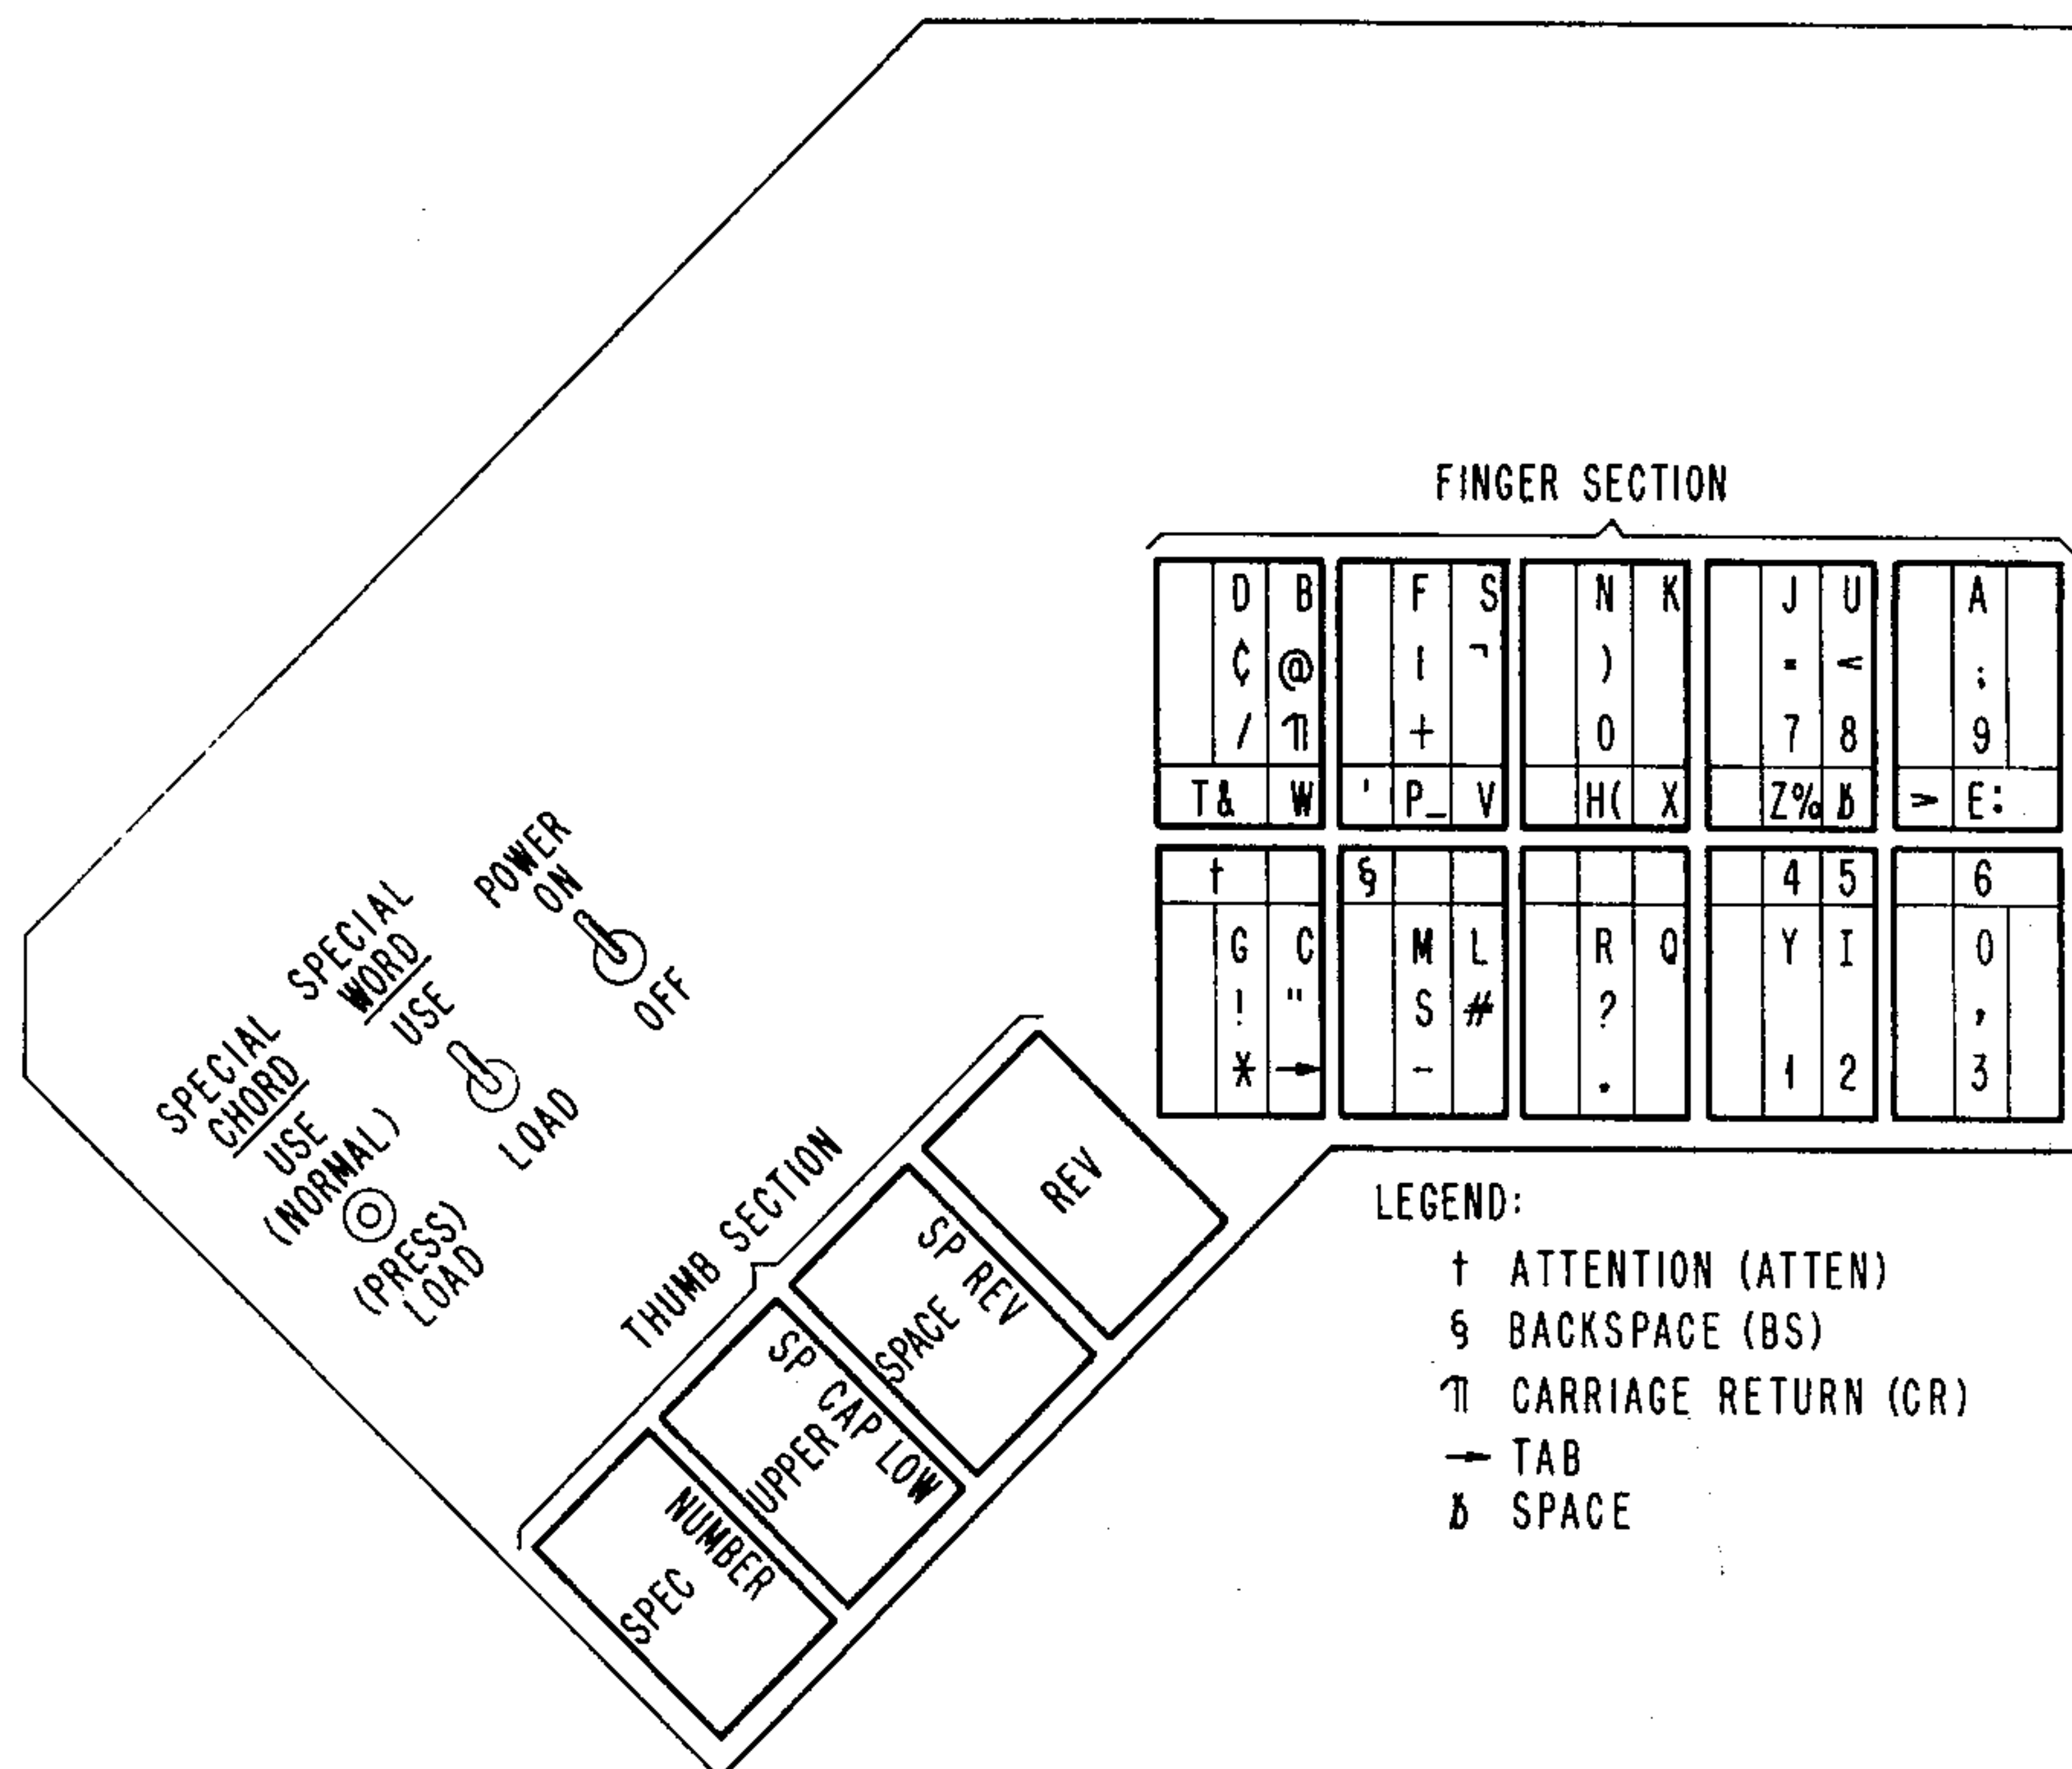 FINGER SECTION
D B F S N K J U A
¢ @ [ ¬ ) = < ;
/ ¶ + 0 7 8 9
T& W ' P_ V H( X Z% ␢ > E:
† § 4 5 6
G C M L R Q Y I O
! " S # ? ,
* → - . 1 2 3
POWER
ON
OFF
SPECIAL
WORD
USE
LOAD
SPECIAL
CHORD
USE
(NORMAL)
(PRESS)
LOAD
THUMB SECTION
REV
SP REV
SPACE
SP CAP LOW
UPPER
NUMBER
SPEC
LEGEND:
† ATTENTION (ATTEN)
§ BACKSPACE (BS)
¶ CARRIAGE RETURN (CR)
→ TAB
␢ SPACE